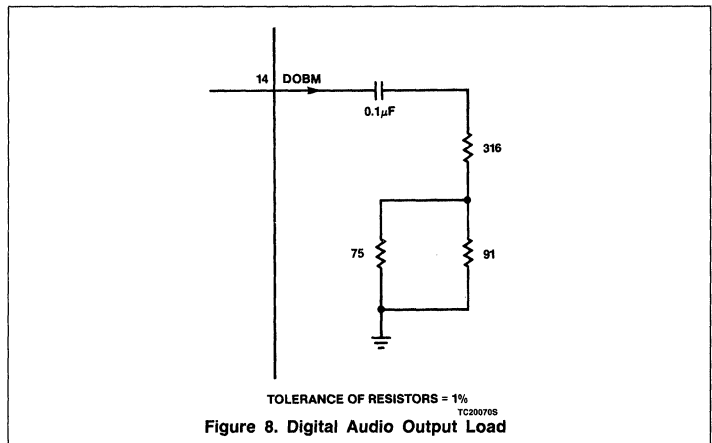 14 DOBM
0.1μF
316
75
91
TOLERANCE OF RESISTORS = 1%
TC20070S
Figure 8. Digital Audio Output Load